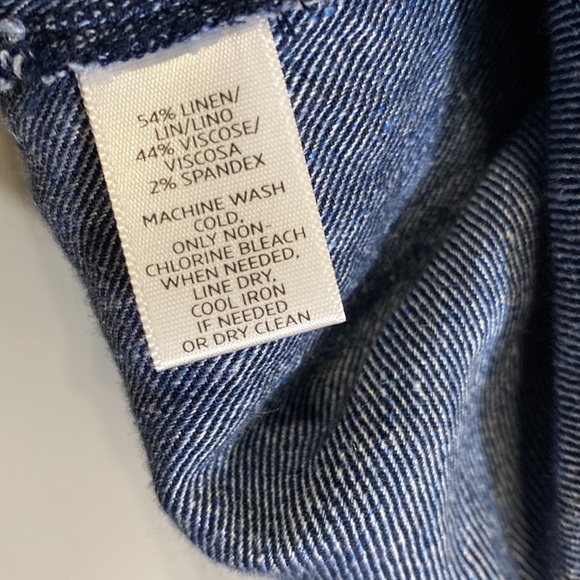 54% LINEN/
LIN/LINO
44% VISCOSE/
VISCOSA
2% SPANDEX
MACHINE WASH
COLD,
ONLY NON-
CHLORINE BLEACH
WHEN NEEDED,
LINE DRY,
COOL IRON
IF NEEDED
OR DRY CLEAN